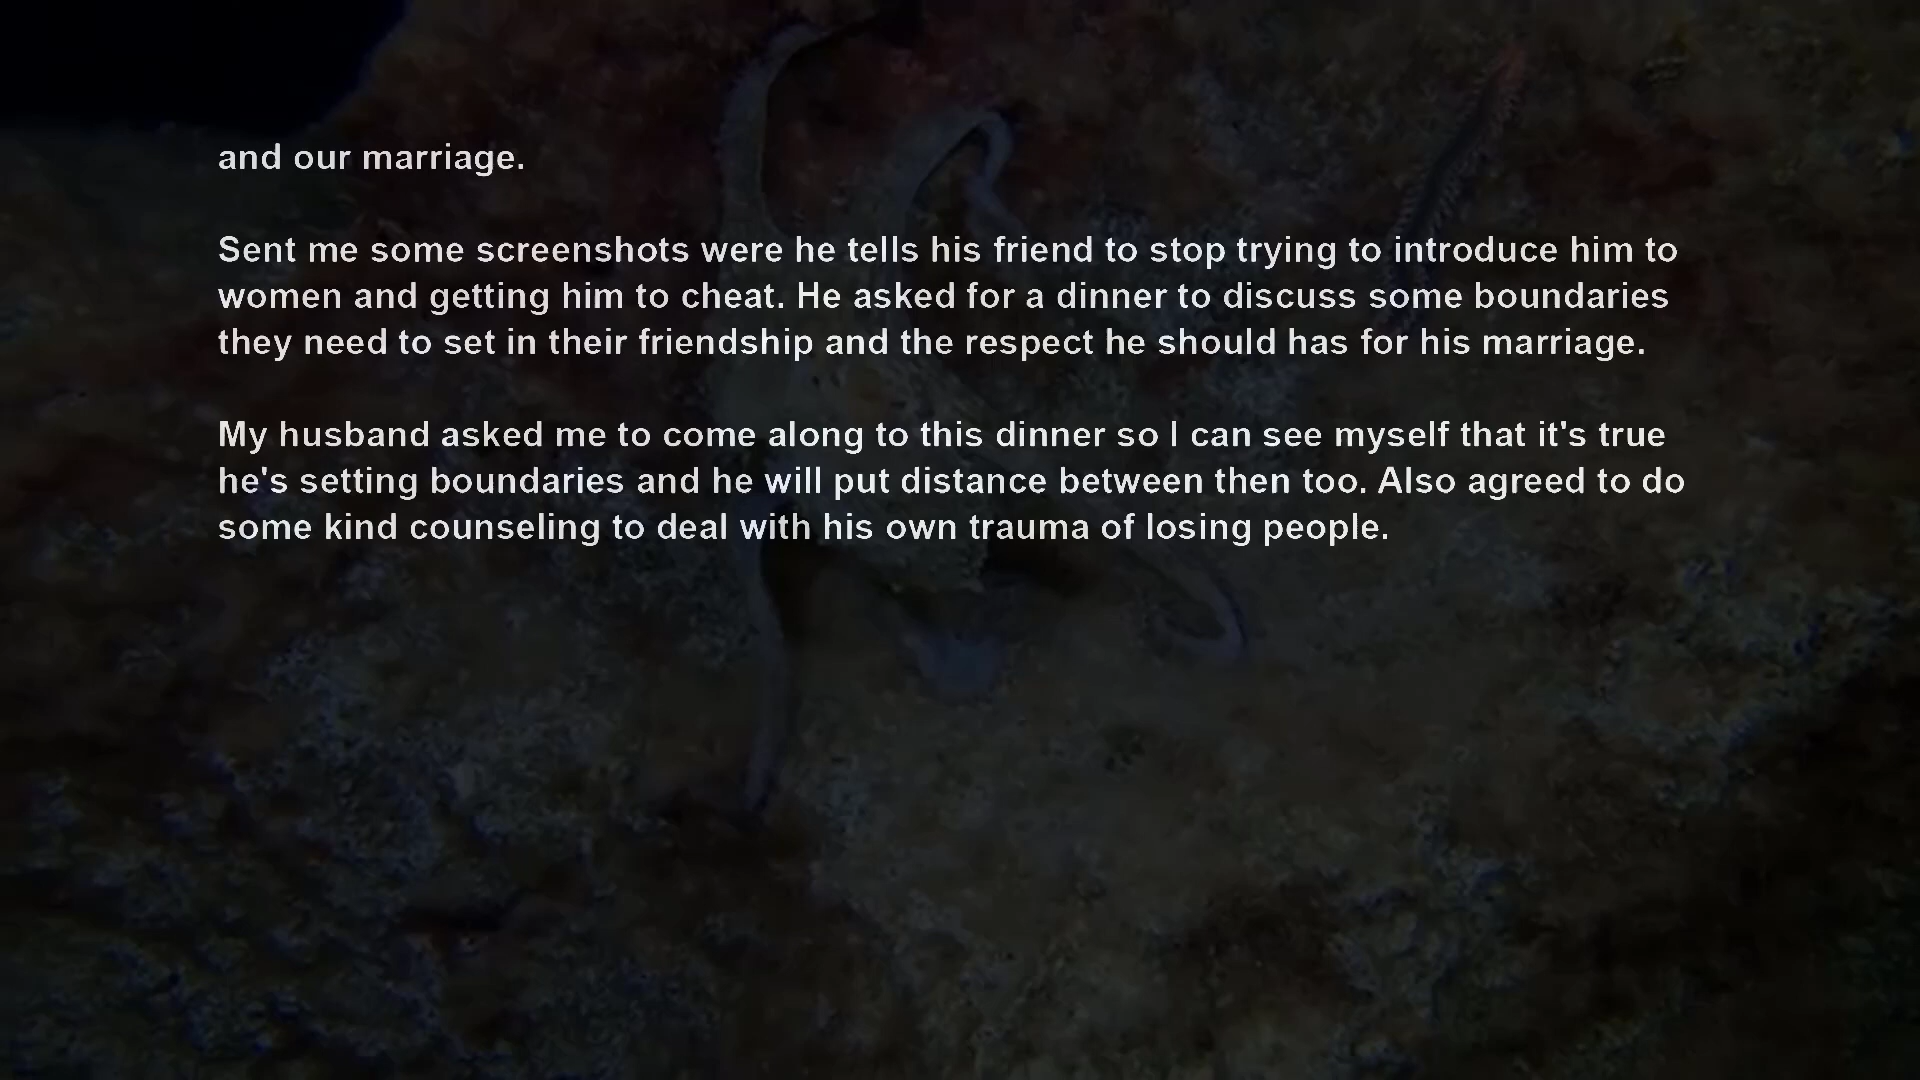 and our marriage.
Sent me some screenshots were he tells his friend to stop trying to introduce him to
women and getting him to cheat. He asked for a dinner to discuss some boundaries
they need to set in their friendship and the respect he should has for his marriage.
My husband asked me to come along to this dinner so I can see myself that it's true
he's setting boundaries and he will put distance between then too. Also agreed to do
some kind counseling to deal with his own trauma of losing people.